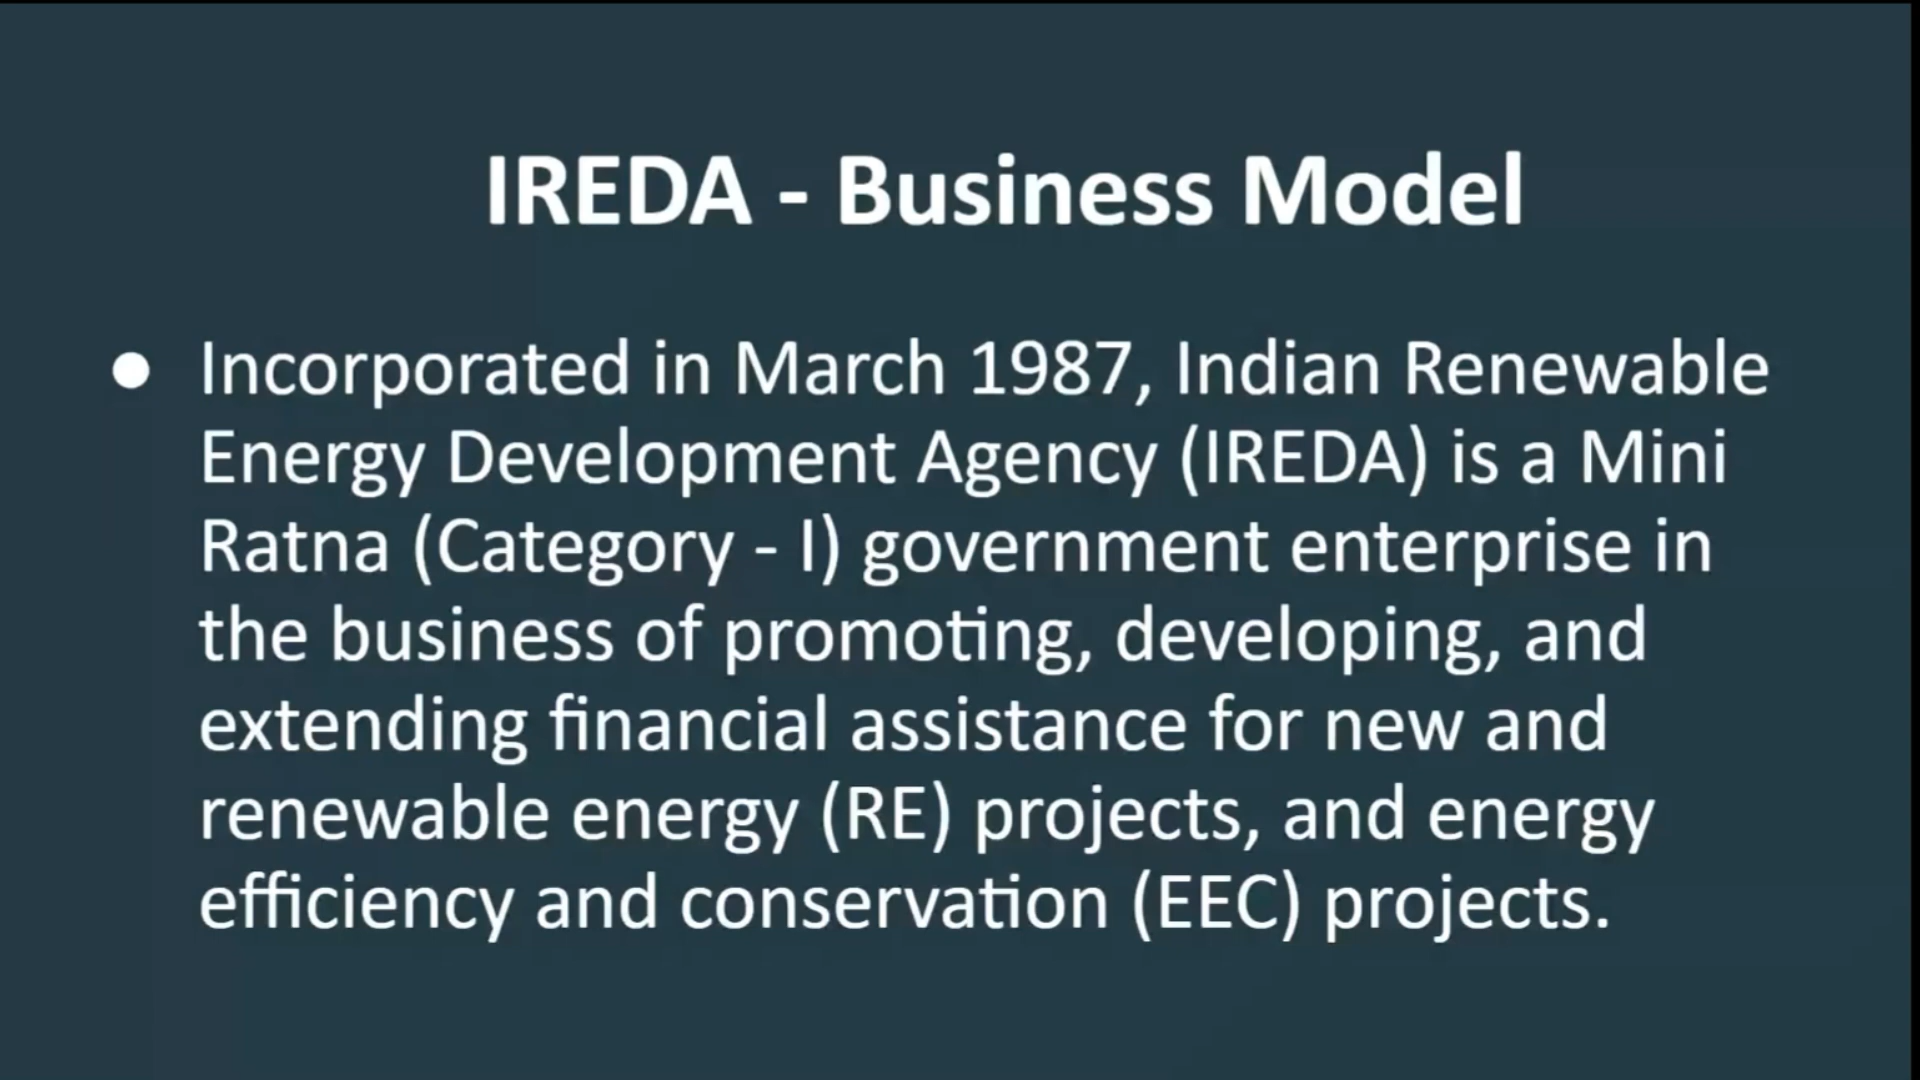 IREDA - Business Model
● Incorporated in March 1987, Indian Renewable
Energy Development Agency (IREDA) is a Mini
Ratna (Category - I) government enterprise in
the business of promoting, developing, and
extending financial assistance for new and
renewable energy (RE) projects, and energy
efficiency and conservation (EEC) projects.